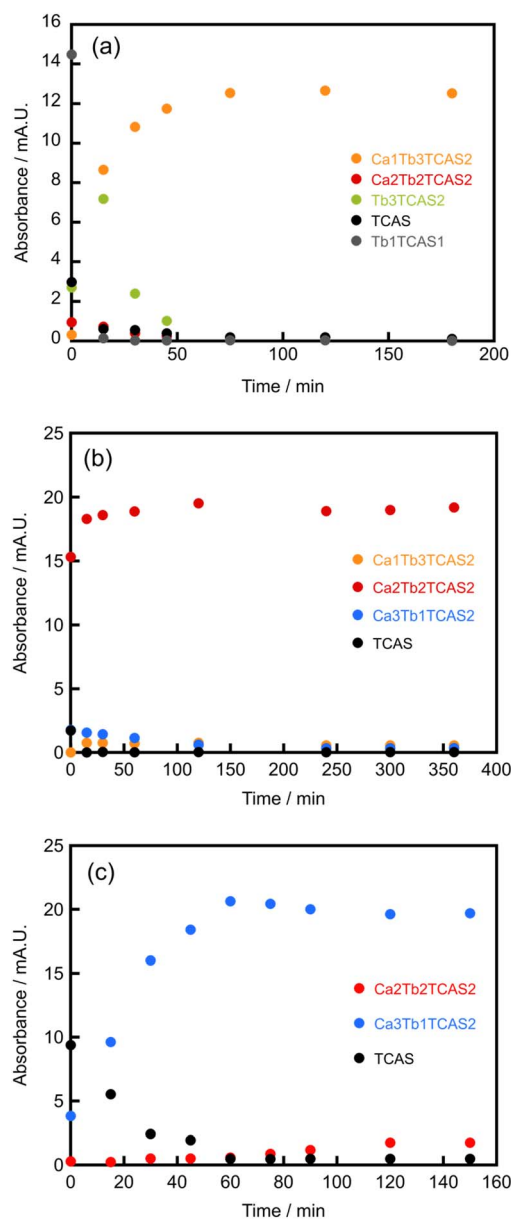 (a)
16
14
12
10
8
6
4
2
0
Absorbance / mA.U.
Ca1Tb3TCAS2
Ca2Tb2TCAS2
Tb3TCAS2
TCAS
Tb1TCAS1
0 50 100 150 200
Time / min
(b)
25
20
15
10
5
0
Absorbance / mA.U.
Ca1Tb3TCAS2
Ca2Tb2TCAS2
Ca3Tb1TCAS2
TCAS
0 50 100 150 200 250 300 350 400
Time / min
(c)
25
20
15
10
5
0
Absorbance / mA.U.
Ca2Tb2TCAS2
Ca3Tb1TCAS2
TCAS
0 20 40 60 80 100 120 140 160
Time / min